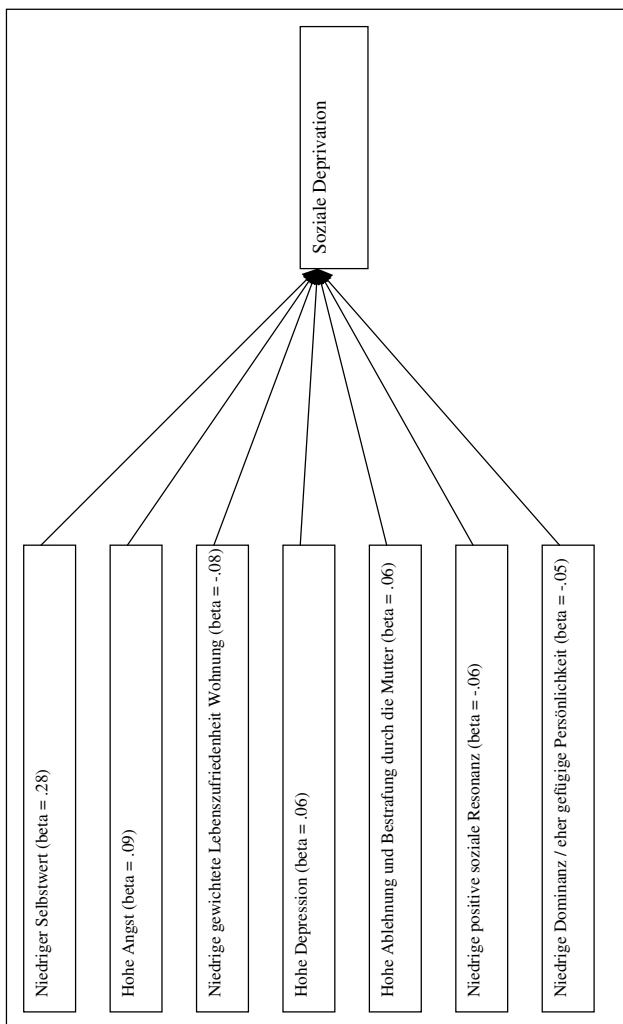 Niedriger Selbstwert (beta = .28)
Hohe Angst (beta = .09)
Niedrige gewichtete Lebenszufriedenheit Wohnung (beta = -.08)
Hohe Depression (beta = .06)
Hohe Ablehnung und Bestrafung durch die Mutter (beta = .06)
Niedrige positive soziale Resonanz (beta = -.06)
Niedrige Dominanz / eher gefügige Persönlichkeit (beta = -.05)
Soziale Deprivation